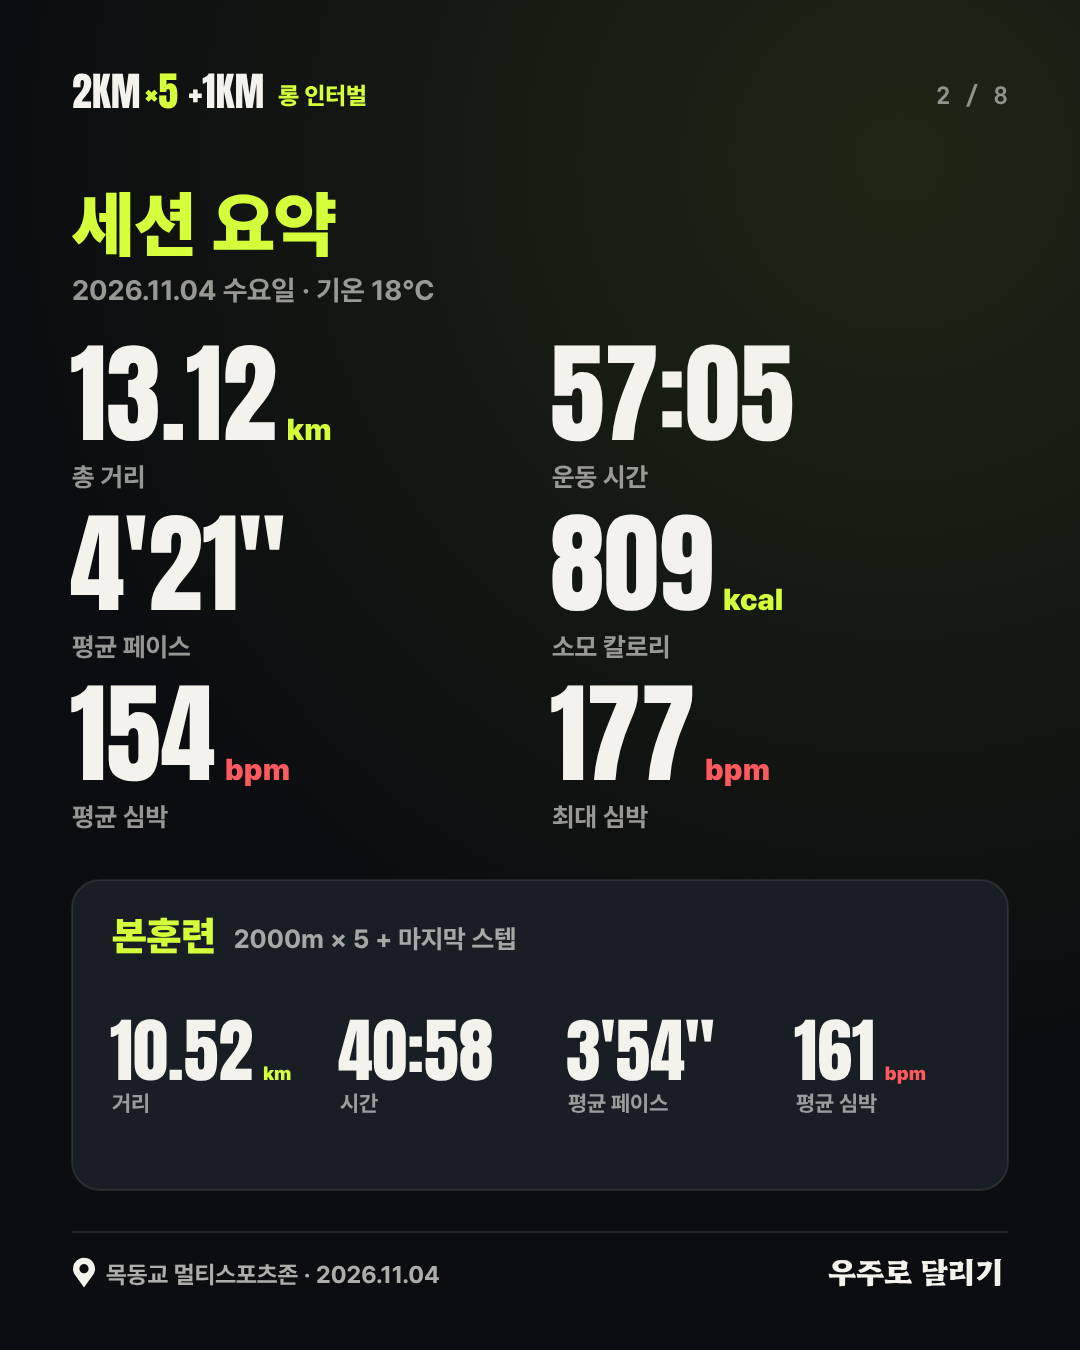 2KM ×5 +1KM 롱 인터벌
2 / 8
세션 요약
2026.11.04 수요일 · 기온 18°C
13.12 km
57:05
총 거리
운동 시간
4'21"
809 kcal
평균 페이스
소모 칼로리
154 bpm
177 bpm
평균 심박
최대 심박
본훈련 2000m × 5 + 마지막 스텝
10.52 km
40:58
3'54"
161 bpm
거리
시간
평균 페이스
평균 심박
목동교 멀티스포츠존 · 2026.11.04
우주로 달리기